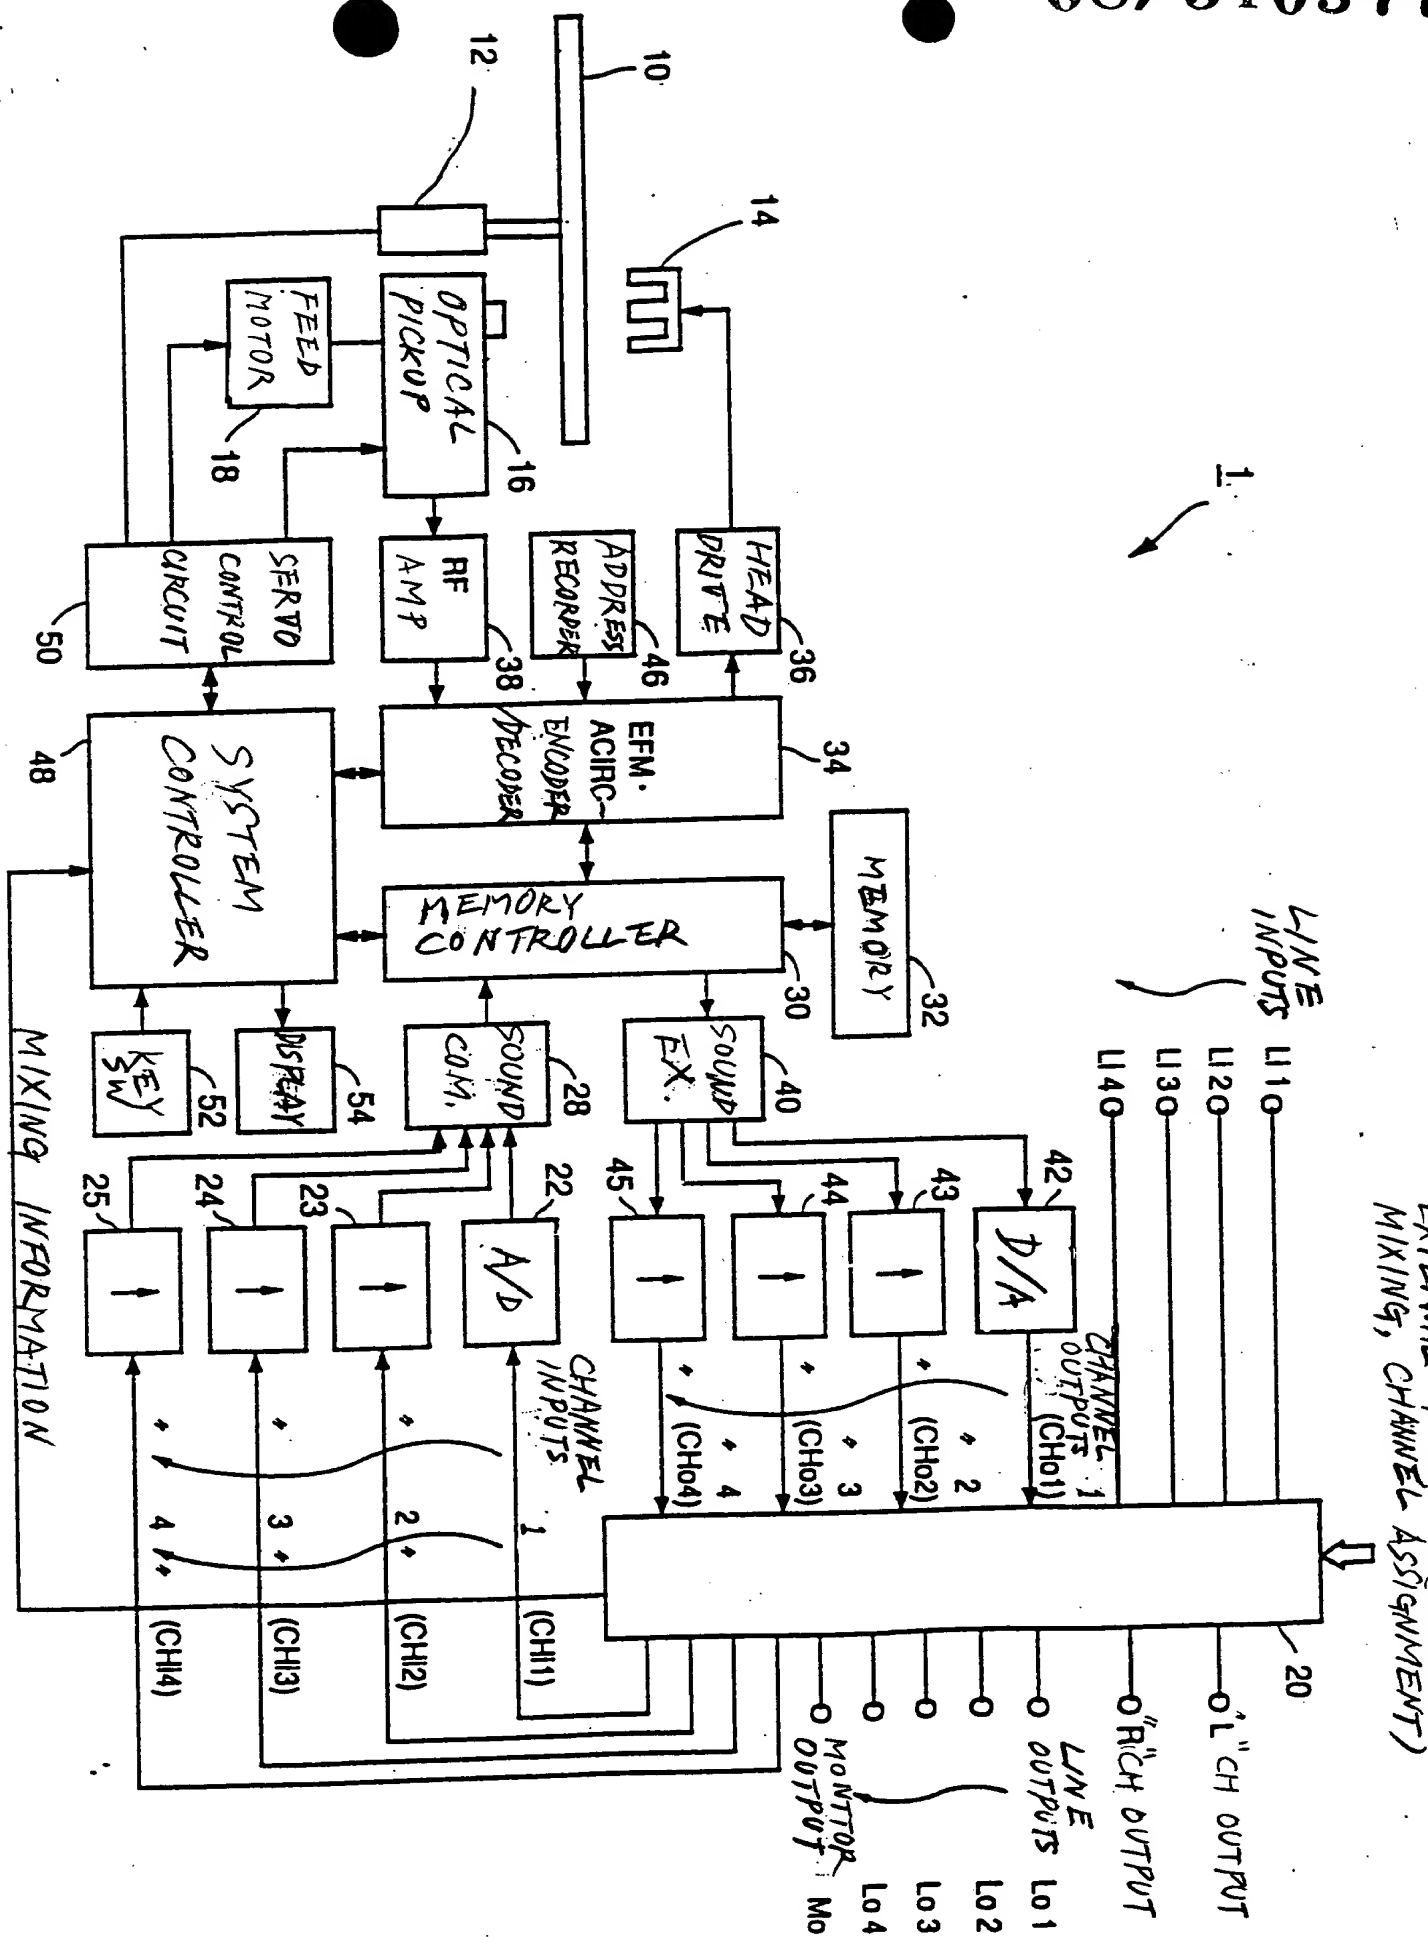 1
EXTERNAL
MIXING, CHANNEL ASSIGNMENT)
20
"L" CH OUTPUT
"R" CH OUTPUT
LINE
OUTPUTS
Lo1
Lo2
Lo3
Lo4
MONTTOR
OUTPUT
Mo
LINE
INPUTS
LI1
LI2
LI3
LI4
10
12
14
OPTICAL
PICKUP
16
FEED
MOTOR
18
HEAD
DRIVE
36
ADDRESS
RECORDER
46
RF
AMP
38
SERVO
CONTROL
CIRCUIT
50
EFM·
ACIRC
ENCODER
/DECODER
34
SYSTEM
CONTROLLER
48
MEMORY
32
MEMORY
CONTROLLER
30
SOUND
EX.
40
SOUND
COM.
28
DISPLAY
54
KEY
SW
52
D/A
42
43
44
45
A/D
22
23
24
25
CHANNEL
OUTPUTS
1
(CHo1)
" 2
(CHo2)
" 3
(CHo3)
" 4
(CHo4)
CHANNEL
INPUTS
1
(CHI1)
" 2 "
(CHI2)
" 3 "
(CHI3)
" 4 "
(CHI4)
MIXING INFORMATION